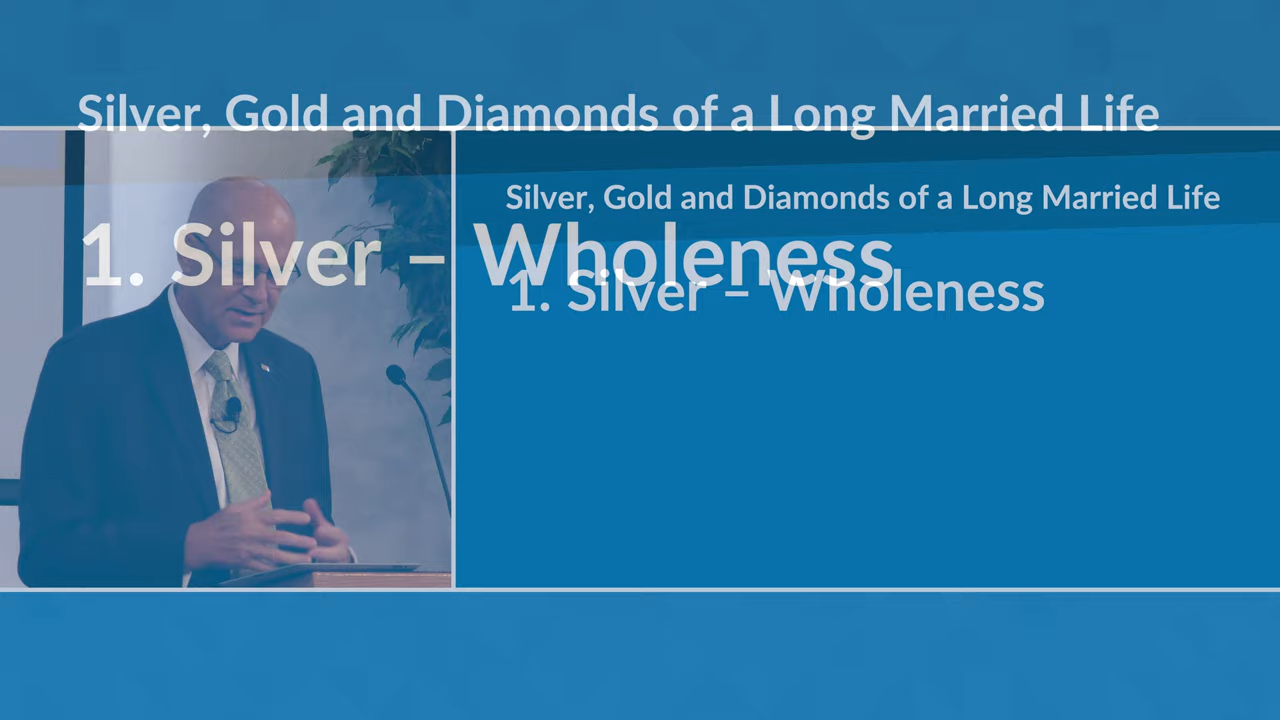 Silver, Gold and Diamonds of a Long Married Life
Silver, Gold and Diamonds of a Long Married Life
1. Silver – Wholeness
1. Silver – Wholeness